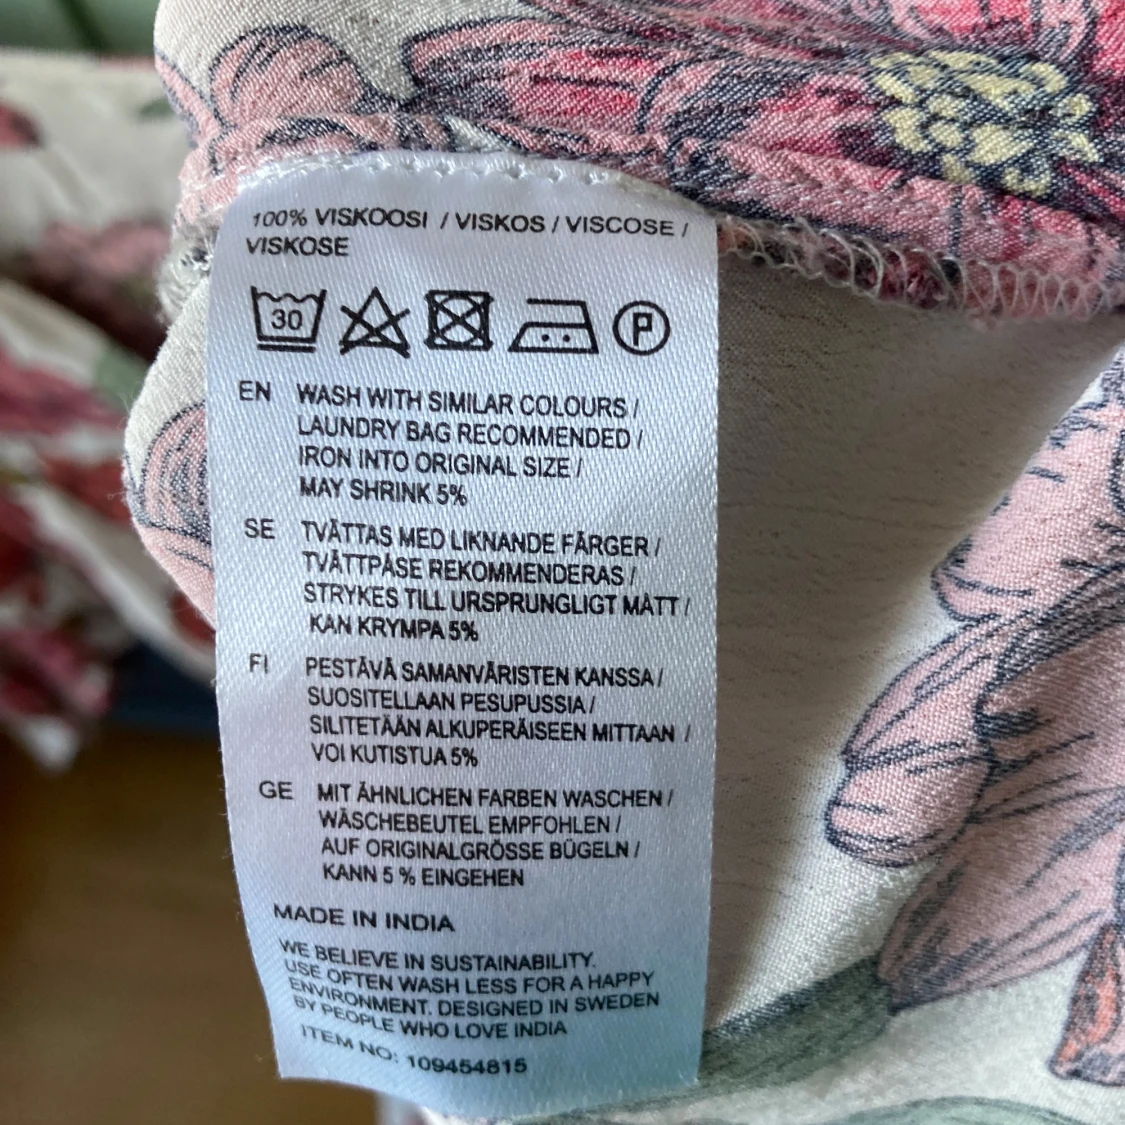 100% VISKOOSI / VISKOS / VISCOSE /
VISKOSE
30 P
EN WASH WITH SIMILAR COLOURS /
LAUNDRY BAG RECOMMENDED /
IRON INTO ORIGINAL SIZE /
MAY SHRINK 5%
SE TVÄTTAS MED LIKNANDE FÄRGER /
TVÄTTPÅSE REKOMMENDERAS /
STRYKES TILL URSPRUNGLIGT MÅTT /
KAN KRYMPA 5%
FI PESTÄVÄ SAMANVÄRISTEN KANSSA /
SUOSITELLAAN PESUPUSSIA /
SILITETÄÄN ALKUPERÄISEEN MITTAAN /
VOI KUTISTUA 5%
GE MIT ÄHNLICHEN FARBEN WASCHEN /
WÄSCHEBEUTEL EMPFOHLEN /
AUF ORIGINALGRÖSSE BÜGELN /
KANN 5 % EINGEHEN
MADE IN INDIA
WE BELIEVE IN SUSTAINABILITY.
USE OFTEN WASH LESS FOR A HAPPY
ENVIRONMENT. DESIGNED IN SWEDEN
BY PEOPLE WHO LOVE INDIA
ITEM NO: 109454815